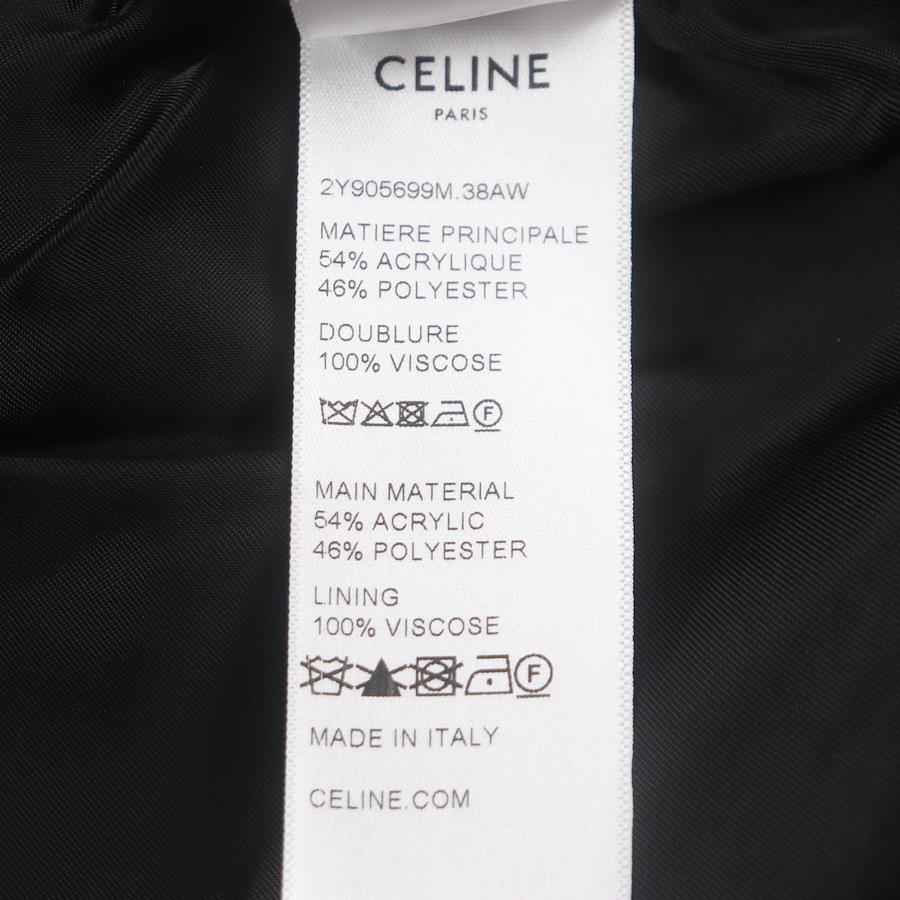 CELINE
PARIS
2Y905699M.38AW
MATIERE PRINCIPALE
54% ACRYLIQUE
46% POLYESTER
DOUBLURE
100% VISCOSE
F
MAIN MATERIAL
54% ACRYLIC
46% POLYESTER
LINING
100% VISCOSE
F
MADE IN ITALY
CELINE.COM